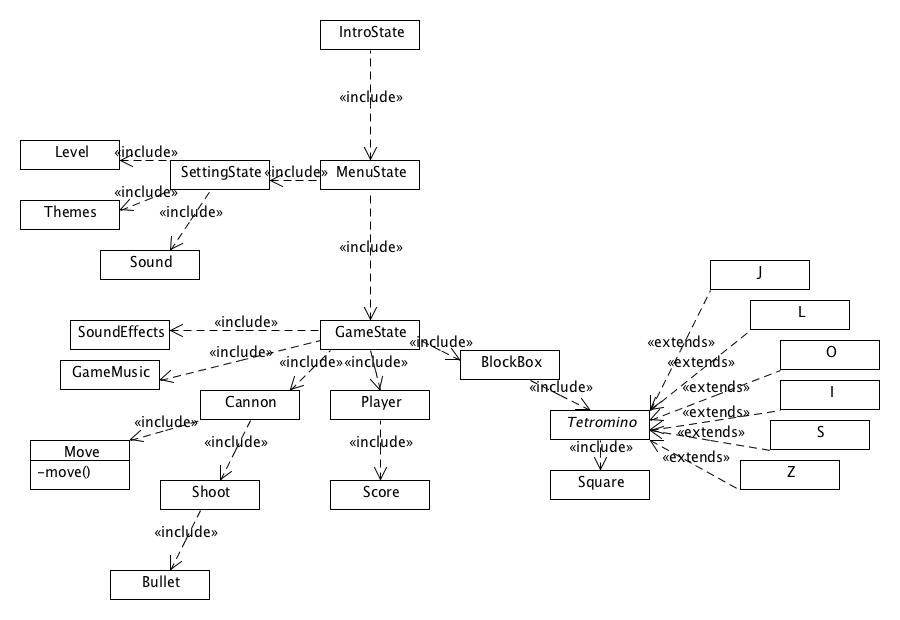 IntroState
«include»
Level
«include»
SettingState
«include»
MenuState
«include»
Themes
«include»
Sound
«include»
J
L
«extends»
O
«extends»
I
«extends»
S
«extends»
Z
«extends»
SoundEffects
«include»
GameState
«include»
BlockBox
GameMusic
«include»
«include»
«include»
«include»
Cannon
Player
Tetromino
«include»
Move
-move()
«include»
«include»
«include»
Square
Shoot
Score
«include»
Bullet